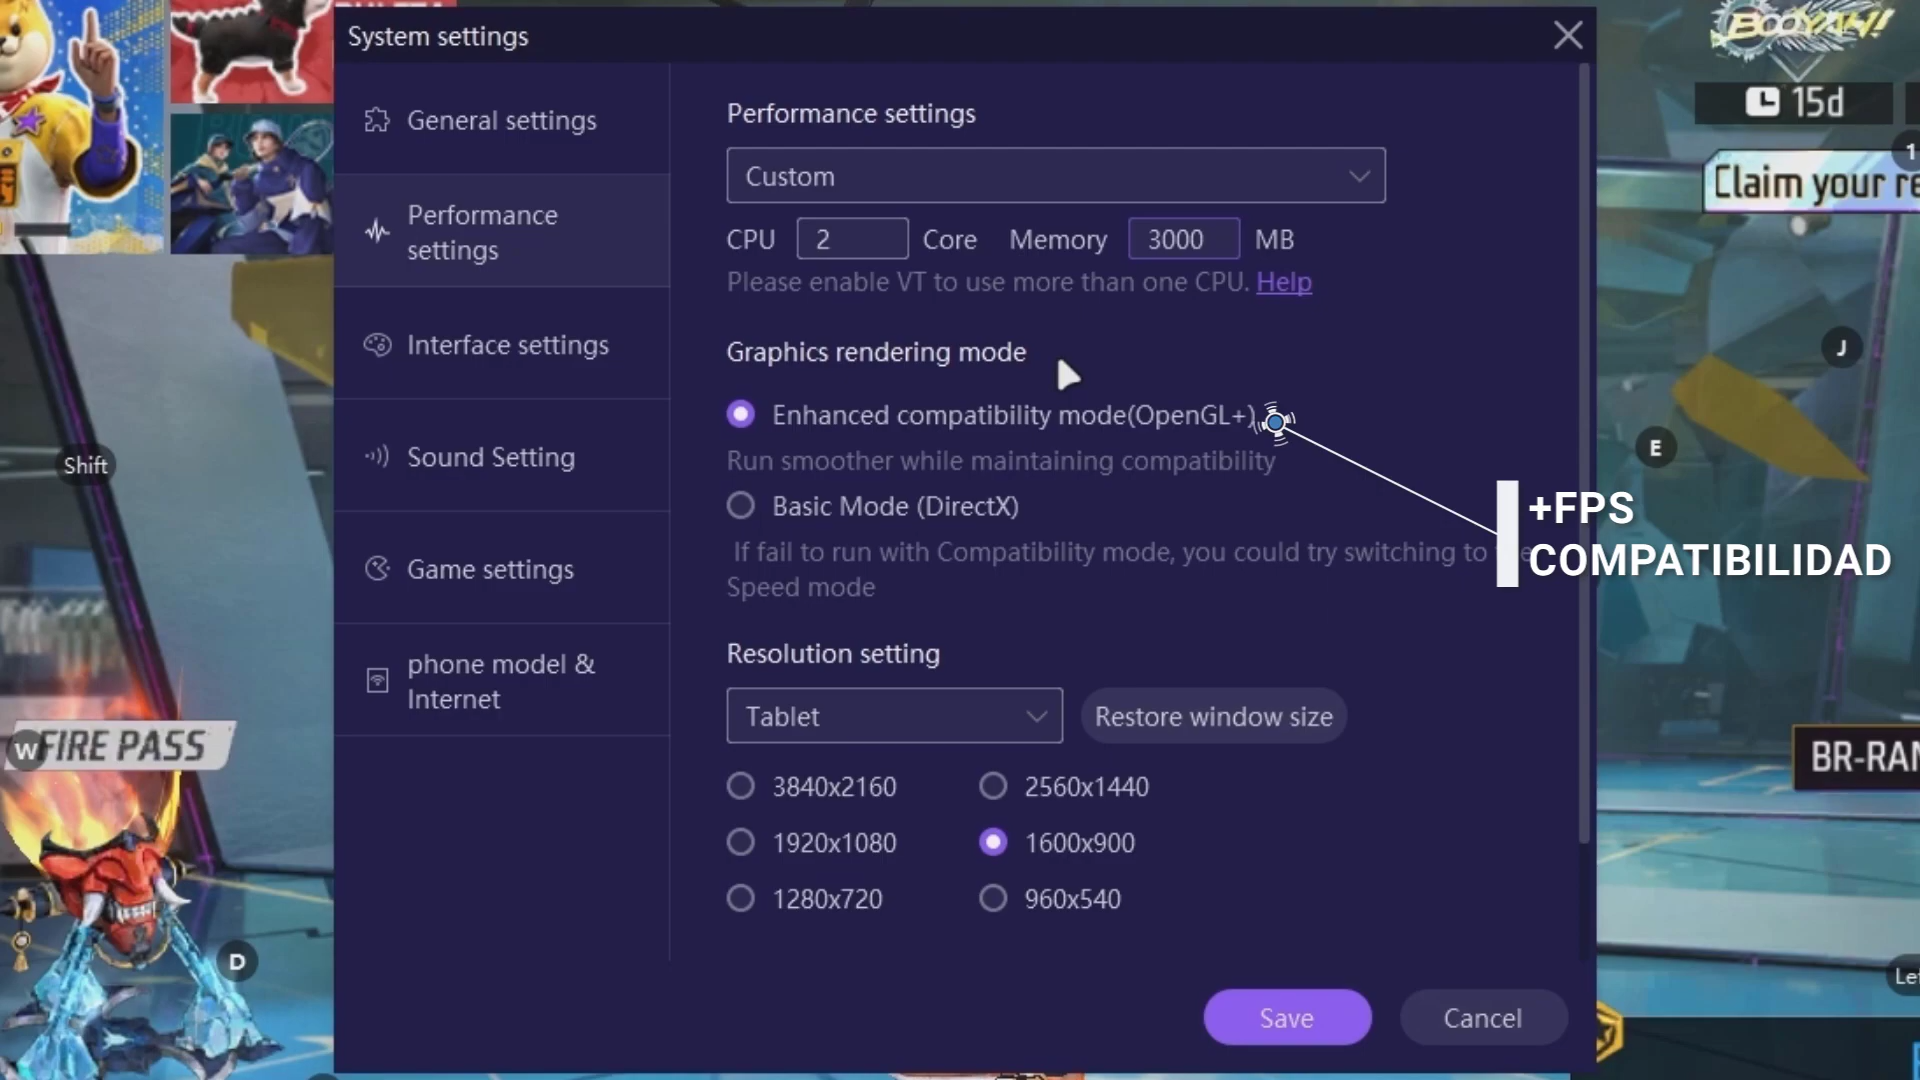 System settings
General settings
Performance
settings
Interface settings
Sound Setting
Game settings
phone model &
Internet
Performance settings
Custom
CPU 2 Core Memory 3000 MB
Please enable VT to use more than one CPU. Help
Graphics rendering mode
Enhanced compatibility mode(OpenGL+)
Run smoother while maintaining compatibility
Basic Mode (DirectX)
If fail to run with Compatibility mode, you could try switching to
Speed mode
Resolution setting
Tablet
Restore window size
3840x2160
2560x1440
1920x1080
1600x900
1280x720
960x540
Save
Cancel
+FPS
COMPATIBILIDAD
BOOYAH!
15d
1
Claim your re
J
E
Shift
W
FIRE PASS
BR-RAN
D
Lef